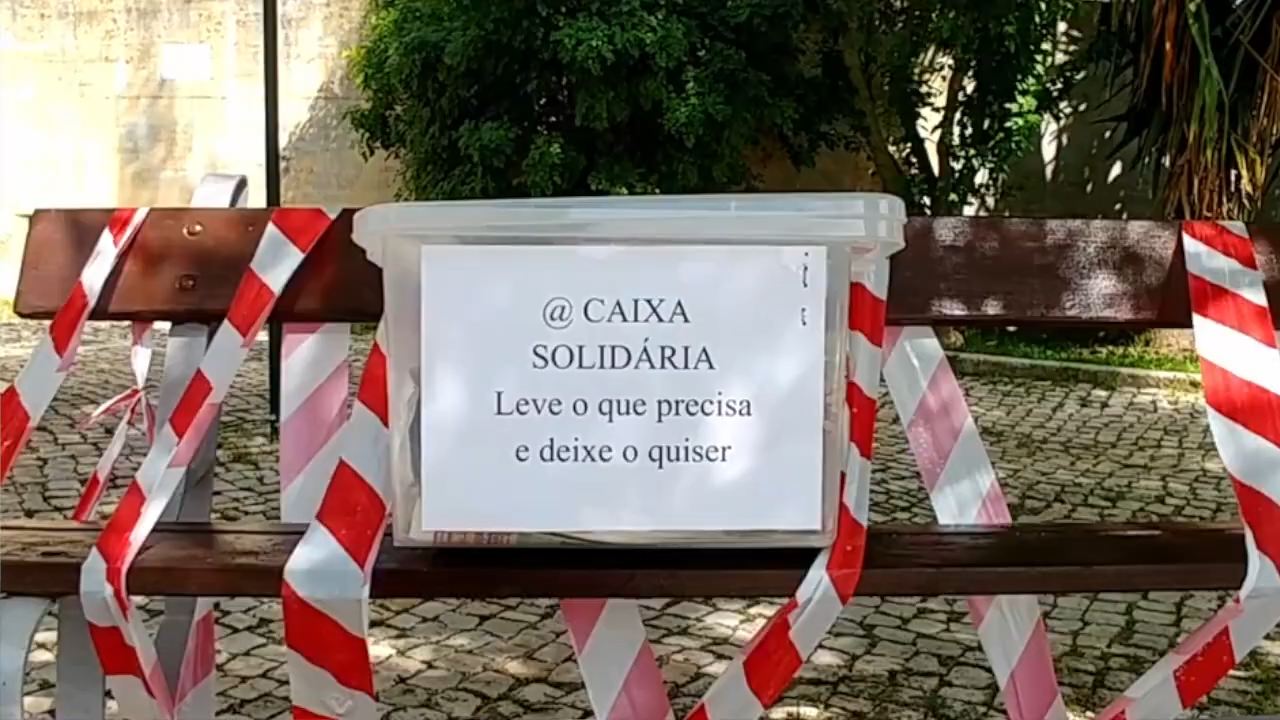 @ CAIXA
SOLIDÁRIA
Leve o que precisa
e deixe o quiser